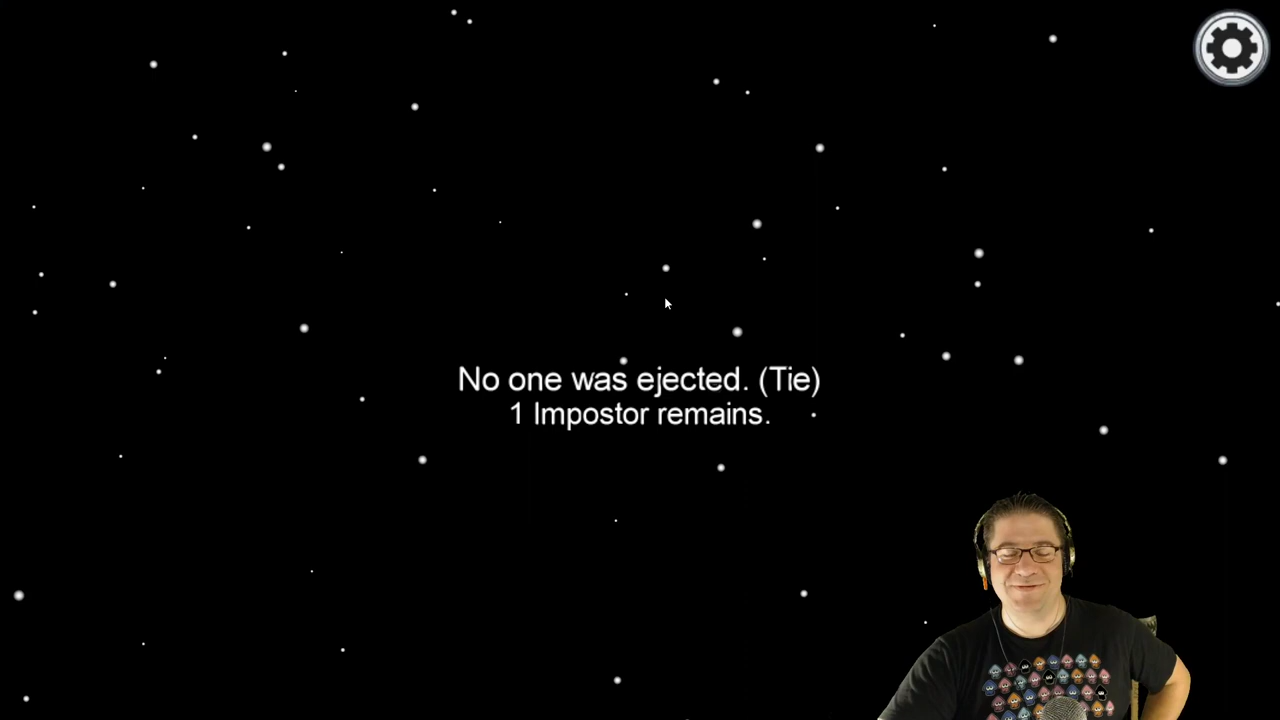 No one was ejected. (Tie)
1 Impostor remains.